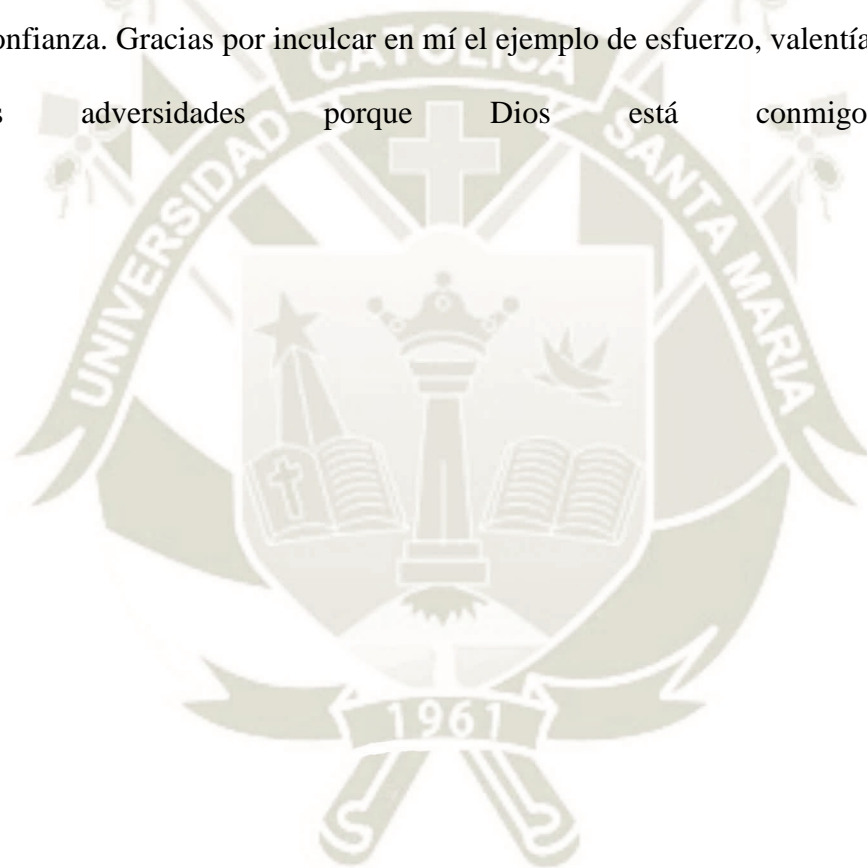 onfianza. Gracias por inculcar en mí el ejemplo de esfuerzo, valentía
adversidades porque Dios está conmigo
UNIVERSIDAD CATOLICA SANTA MARIA
1961